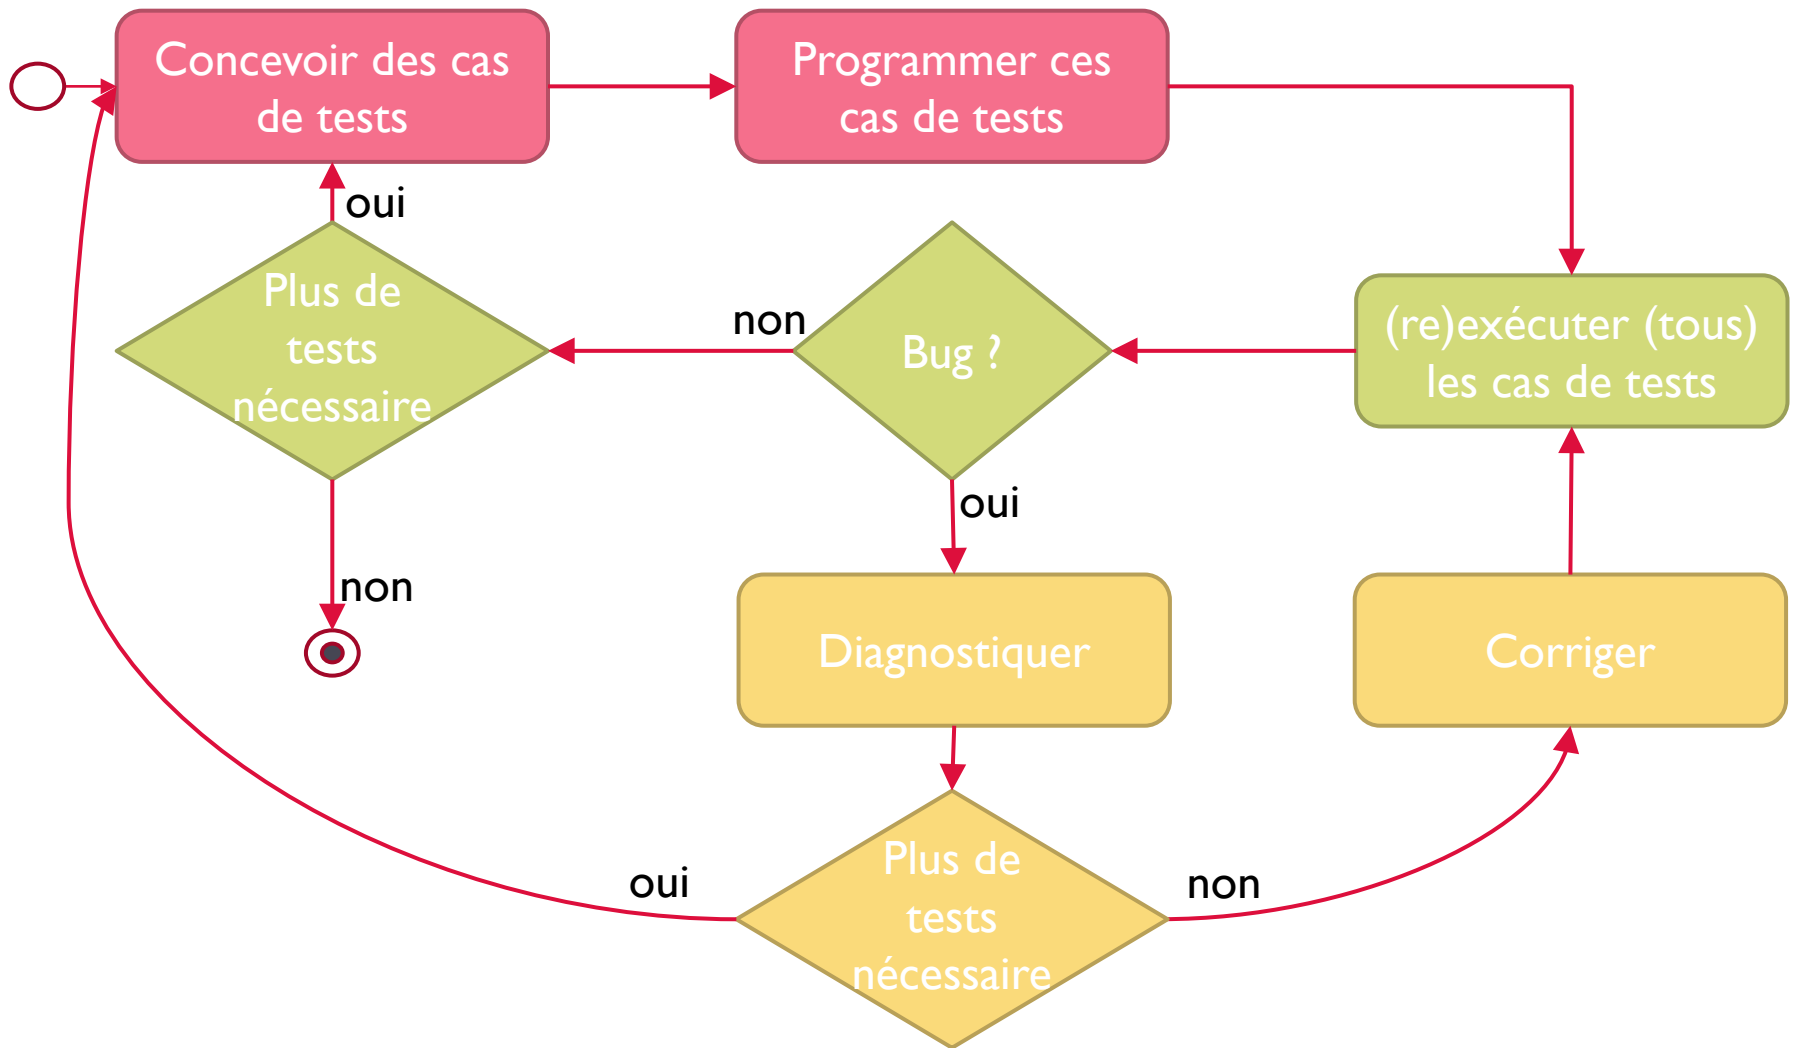 Concevoir des cas
de tests
Programmer ces
cas de tests
oui
Plus de
tests
nécessaire
non
Bug ?
(re)exécuter (tous)
les cas de tests
oui
non
Diagnostiquer
Corriger
oui
Plus de
tests
nécessaire
non